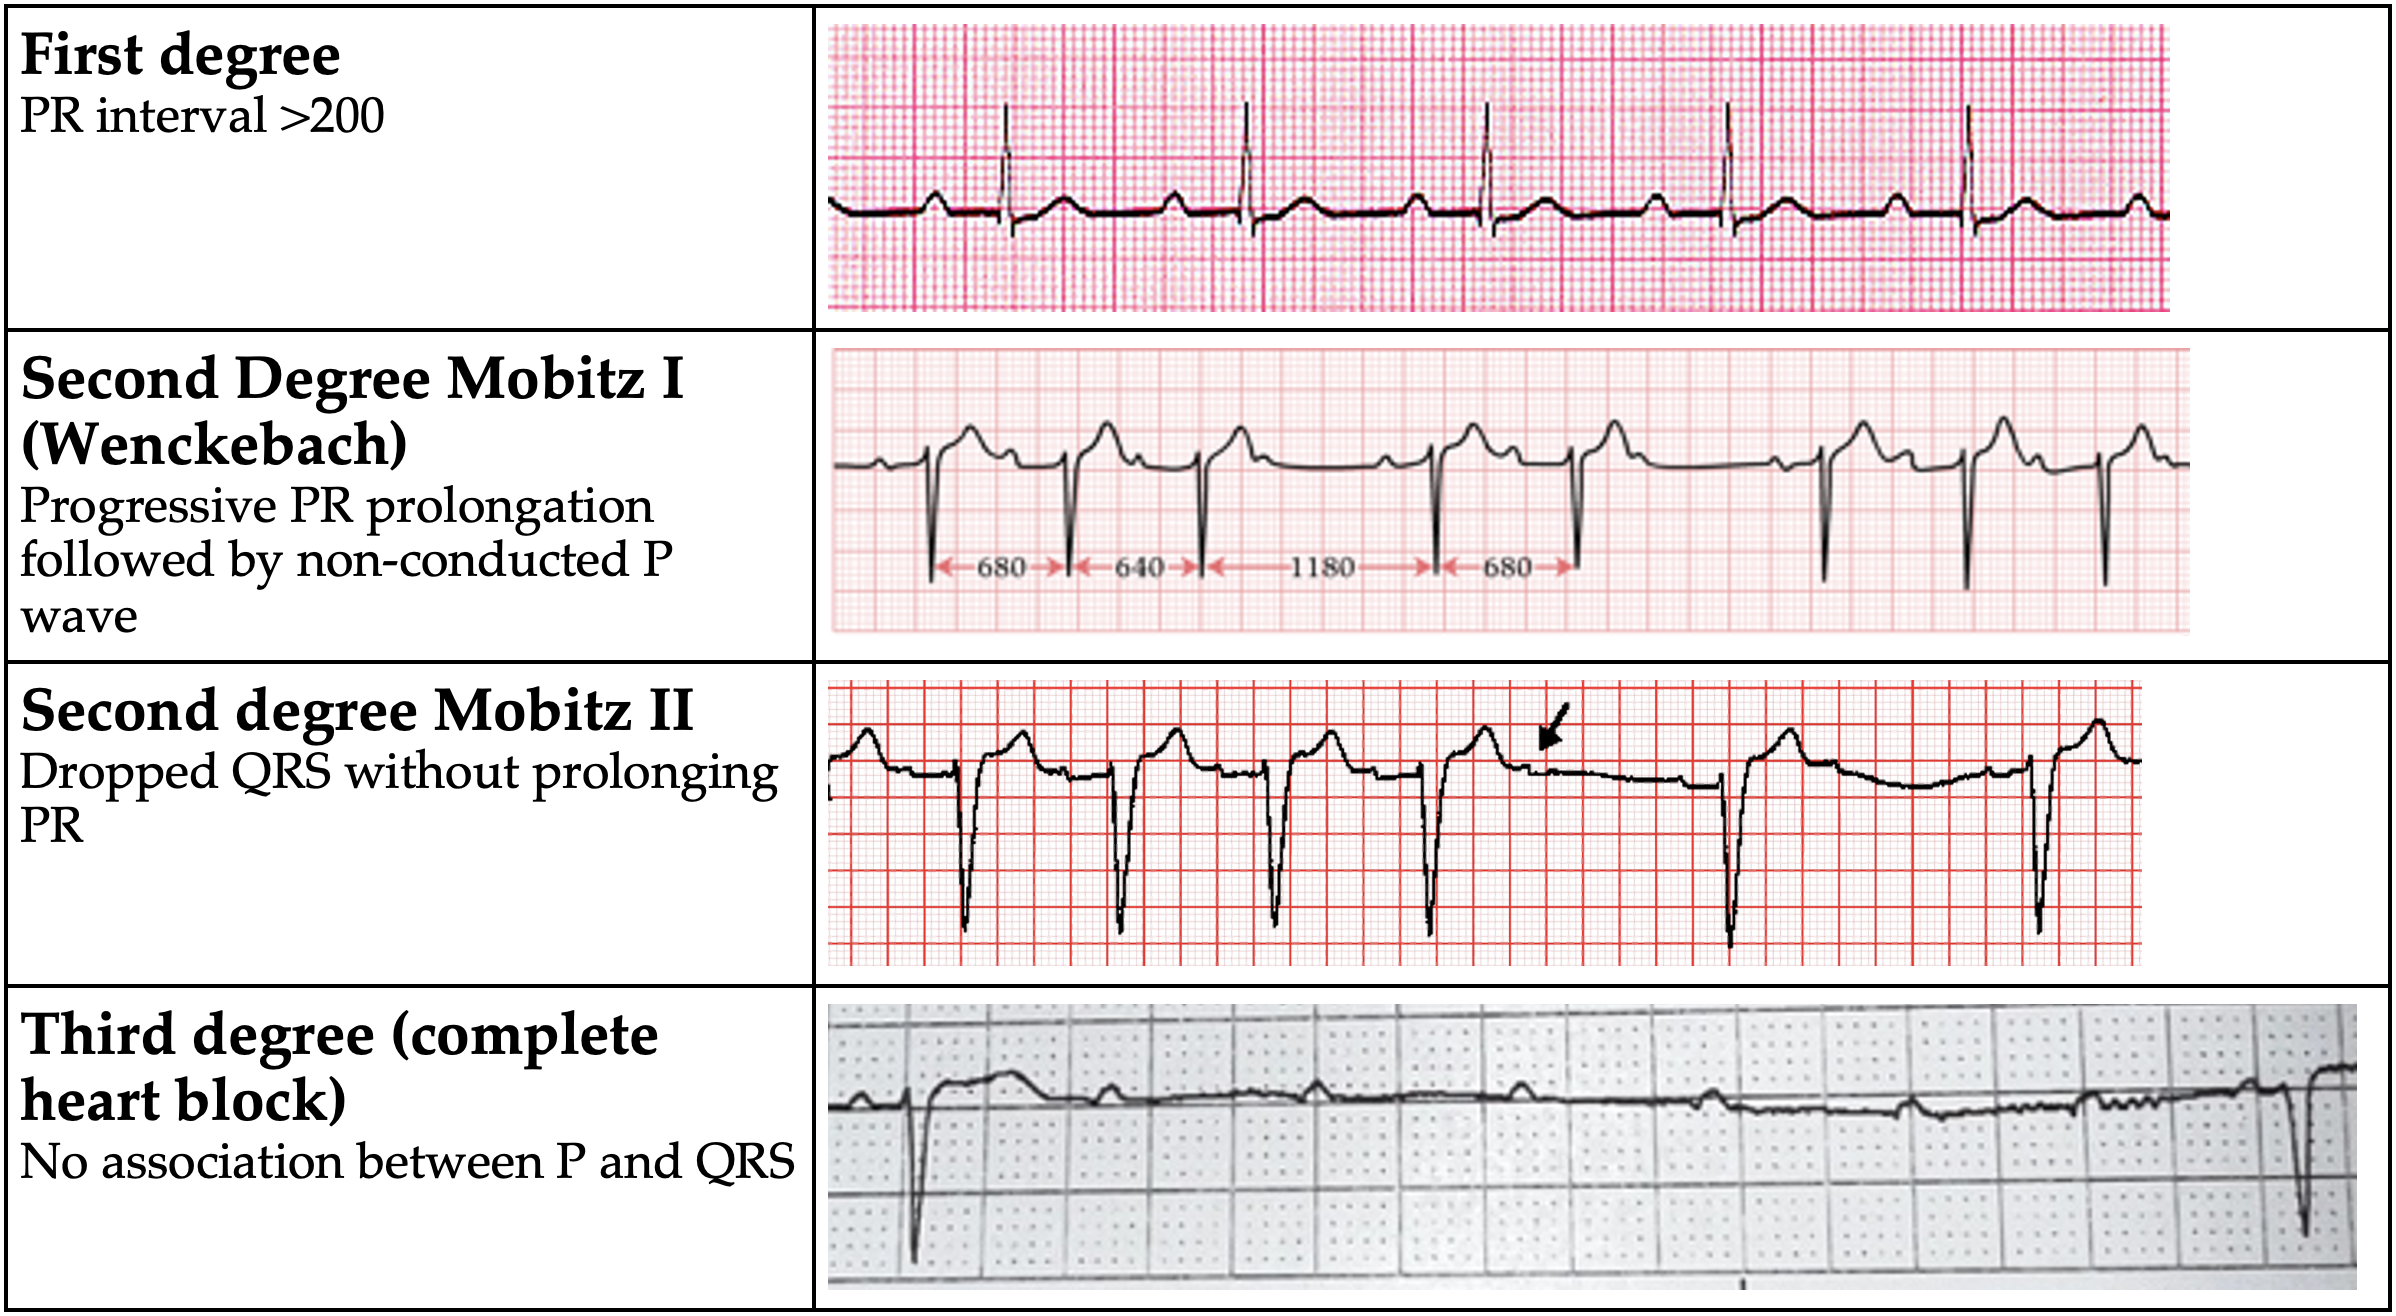 First degree
PR interval >200
Second Degree Mobitz I
(Wenckebach)
Progressive PR prolongation
followed by non-conducted P
wave
680 640 1180 680
Second degree Mobitz II
Dropped QRS without prolonging
PR
Third degree (complete
heart block)
No association between P and QRS